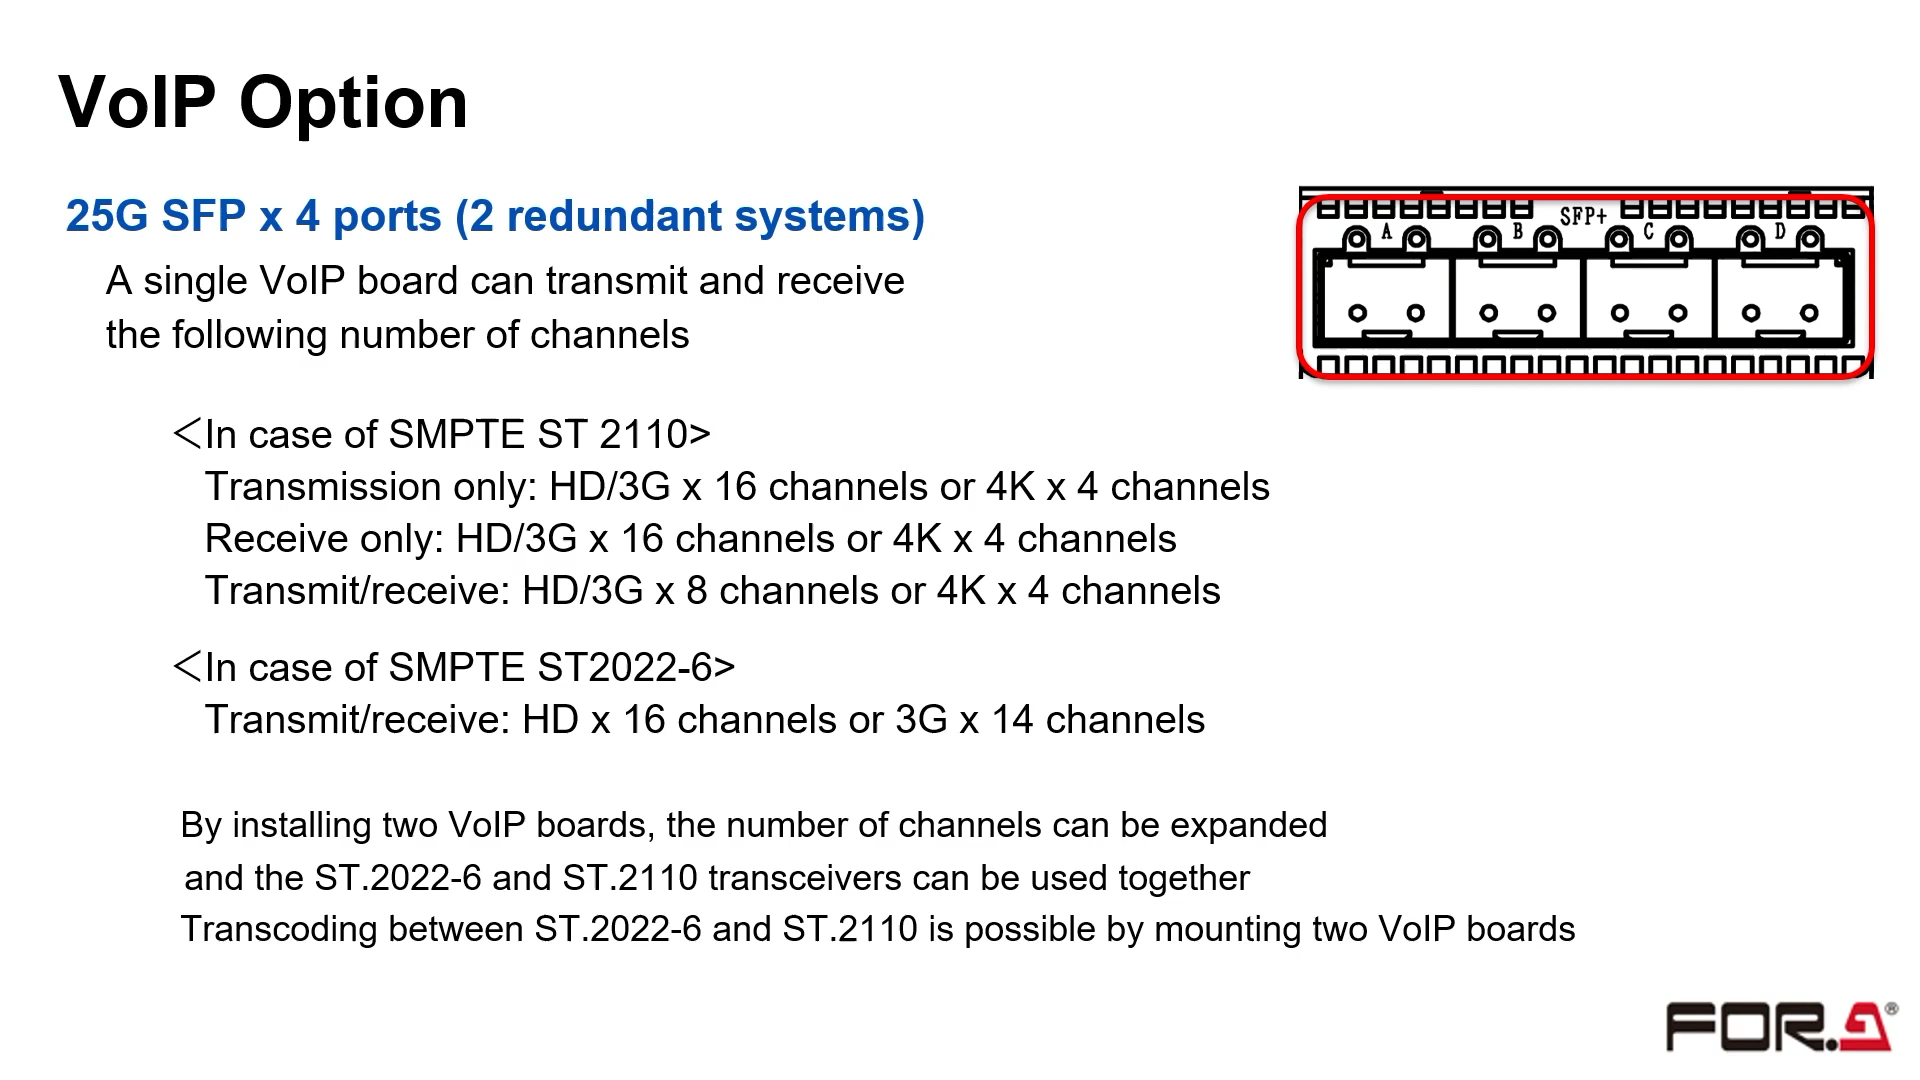 VoIP Option
25G SFP x 4 ports (2 redundant systems)
A single VoIP board can transmit and receive
the following number of channels
SFP+
A B C D
＜In case of SMPTE ST 2110>
Transmission only: HD/3G x 16 channels or 4K x 4 channels
Receive only: HD/3G x 16 channels or 4K x 4 channels
Transmit/receive: HD/3G x 8 channels or 4K x 4 channels
＜In case of SMPTE ST2022-6>
Transmit/receive: HD x 16 channels or 3G x 14 channels
By installing two VoIP boards, the number of channels can be expanded
and the ST.2022-6 and ST.2110 transceivers can be used together
Transcoding between ST.2022-6 and ST.2110 is possible by mounting two VoIP boards
FOR.A®